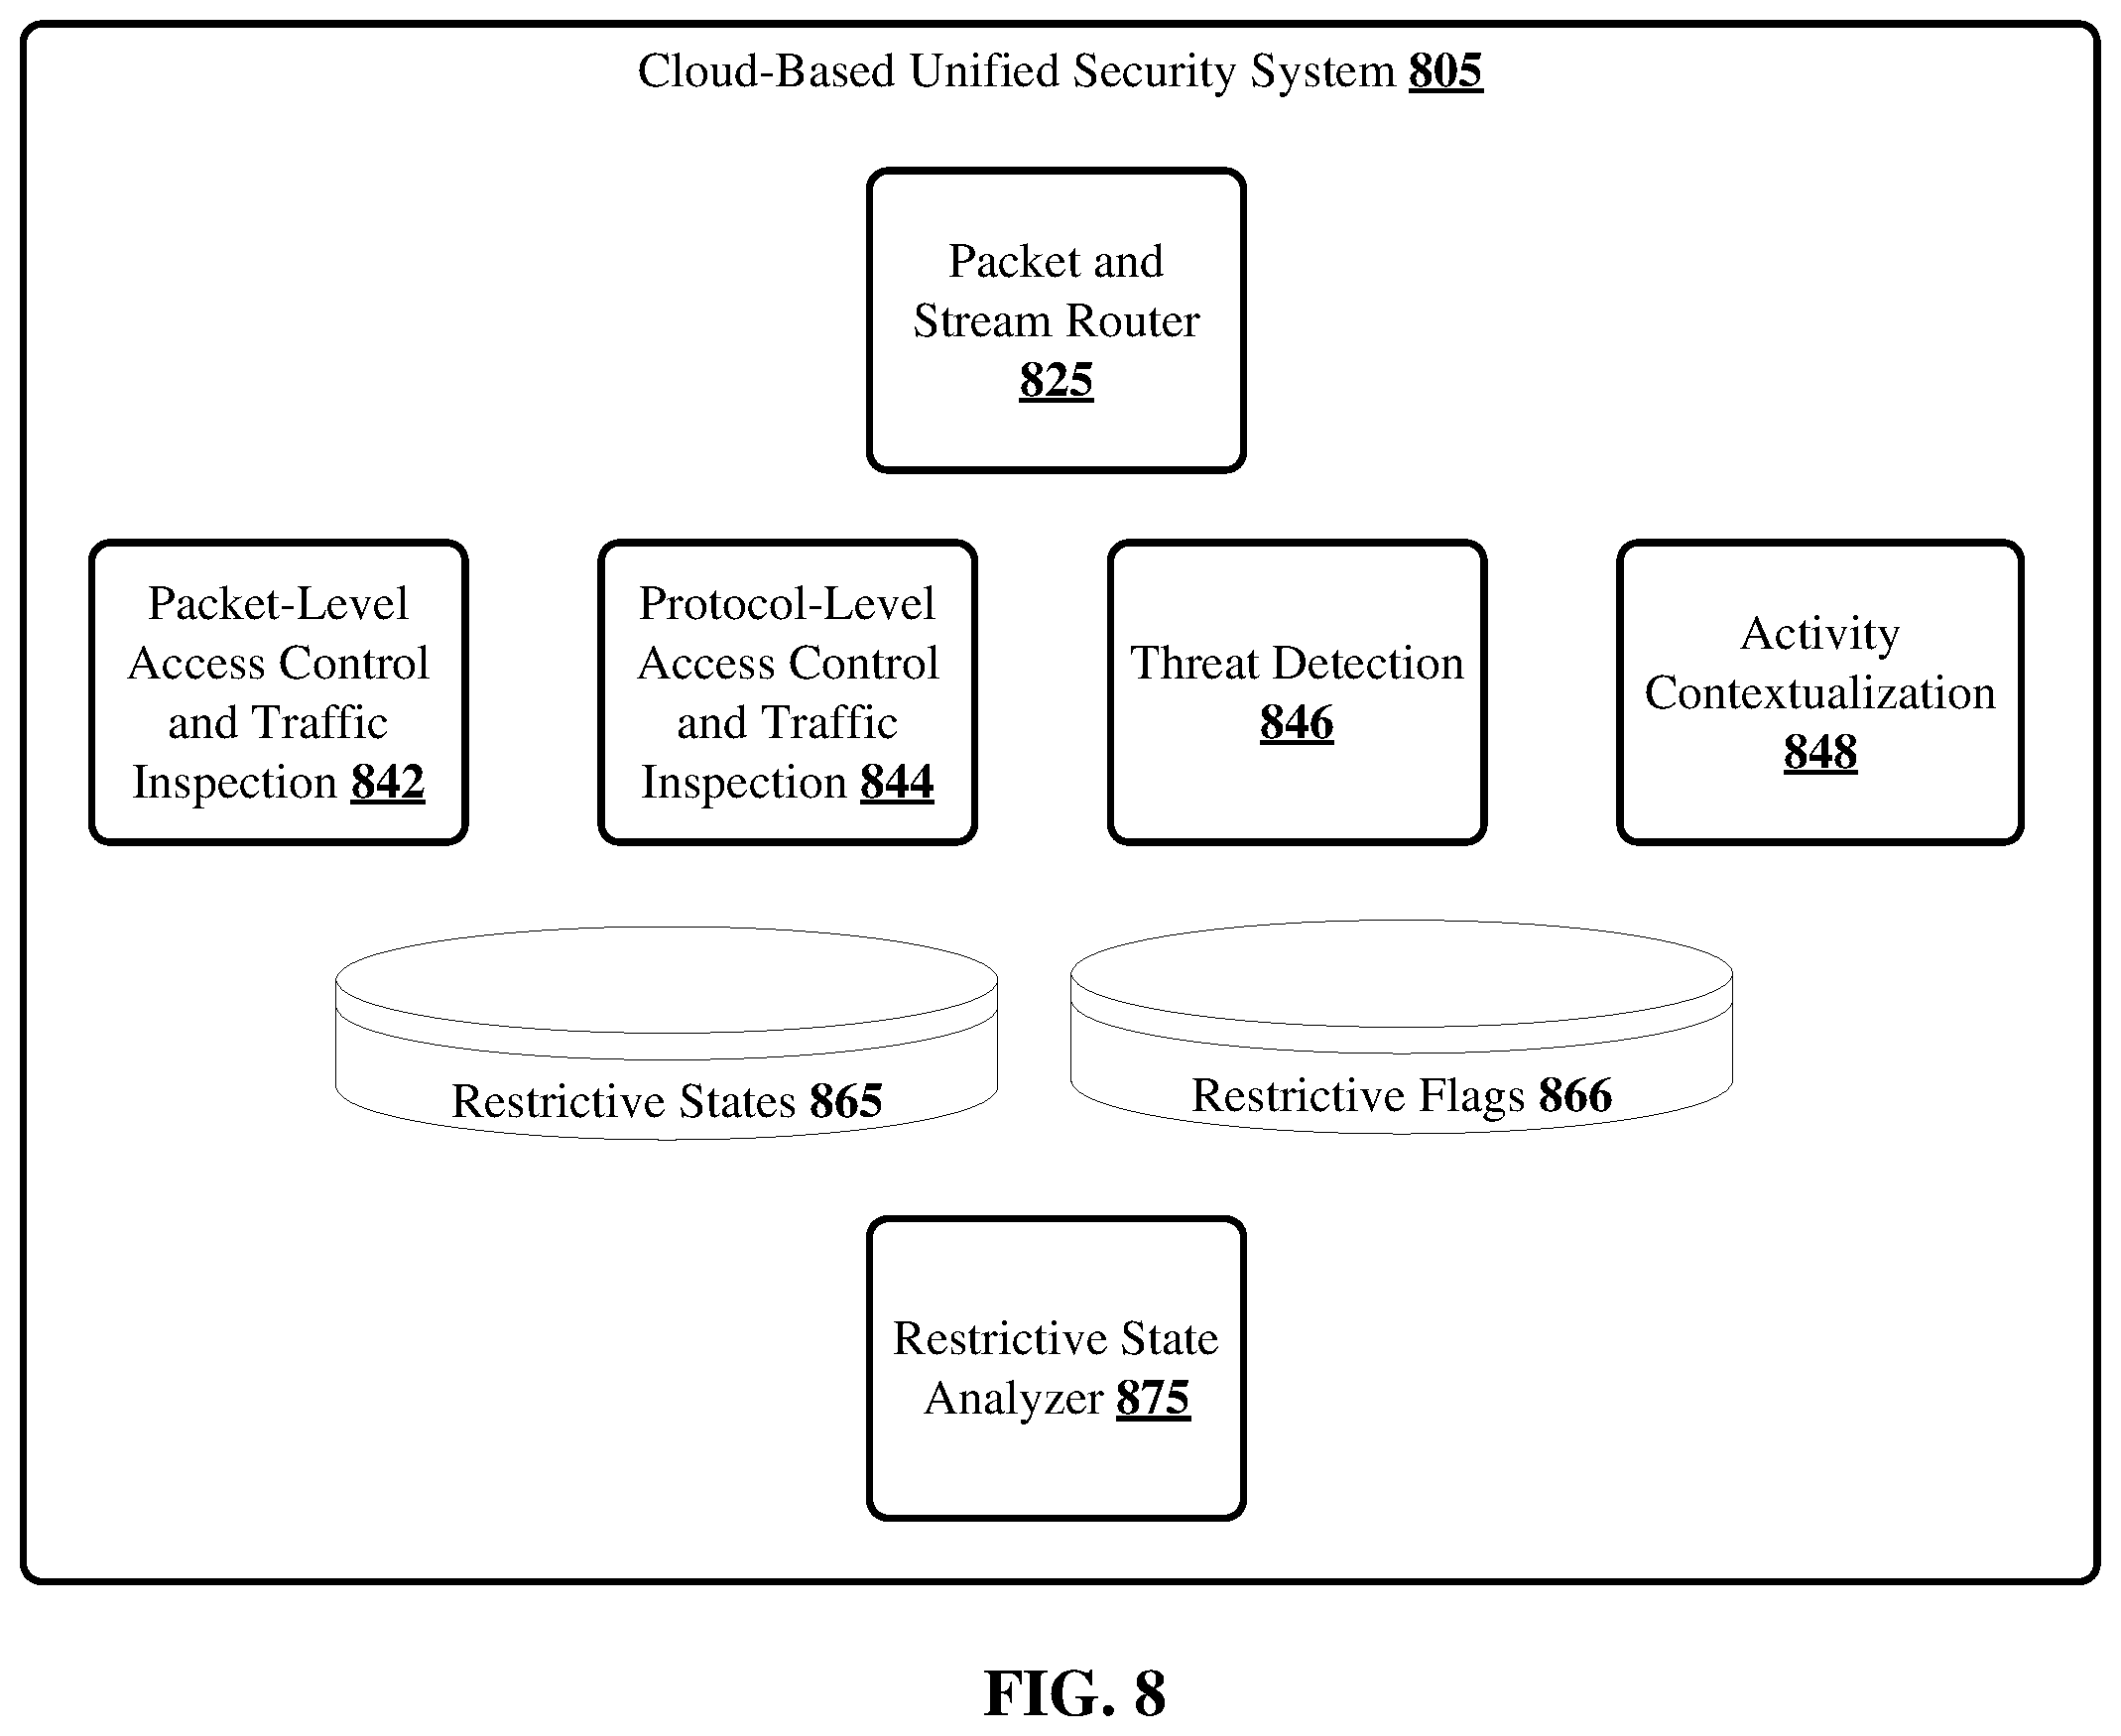 Cloud-Based Unified Security System 805
Packet and
Stream Router
825
Packet-Level
Access Control
and Traffic
Inspection 842
Protocol-Level
Access Control
and Traffic
Inspection 844
Threat Detection
846
Activity
Contextualization
848
Restrictive States 865
Restrictive Flags 866
Restrictive State
Analyzer 875
FIG. 8